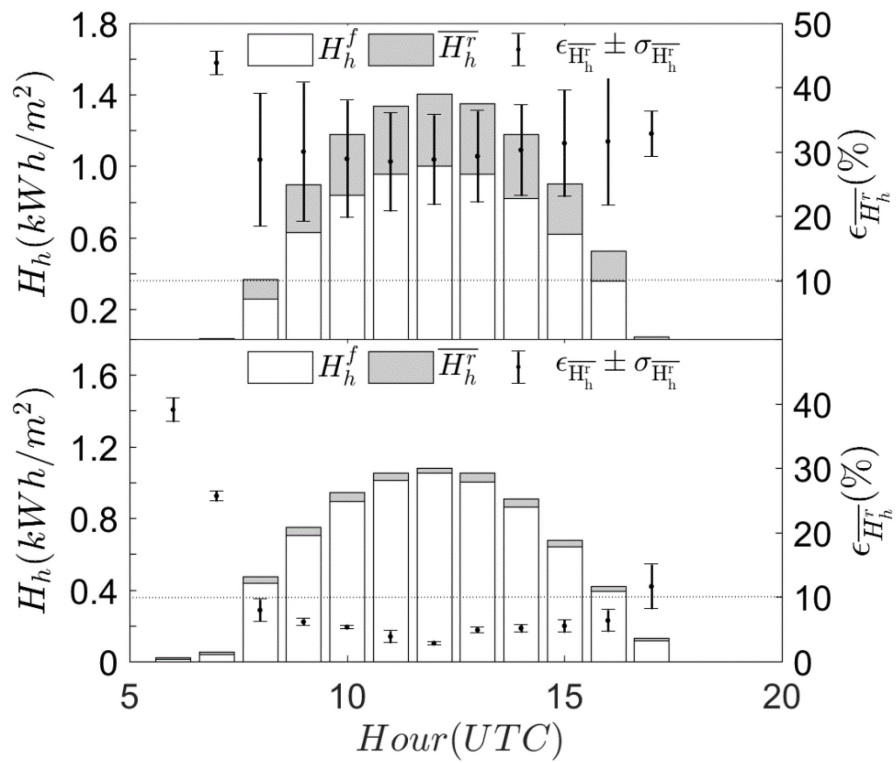 1.8
1.4
1.0
0.6
0.2
H_h(kWh/m^2)
H_h^f \overline{H_h^r} ϵ_{\overline{H_h^r}} ± σ_{\overline{H_h^r}}
50
40
30
20
10
ϵ_{\overline{H_h^r}}(%)
1.6
1.2
0.8
0.4
0
H_h(kWh/m^2)
H_h^f \overline{H_h^r} ϵ_{\overline{H_h^r}} ± σ_{\overline{H_h^r}}
40
30
20
10
0
ϵ_{\overline{H_h^r}}(%)
5 10 15 20
Hour(UTC)